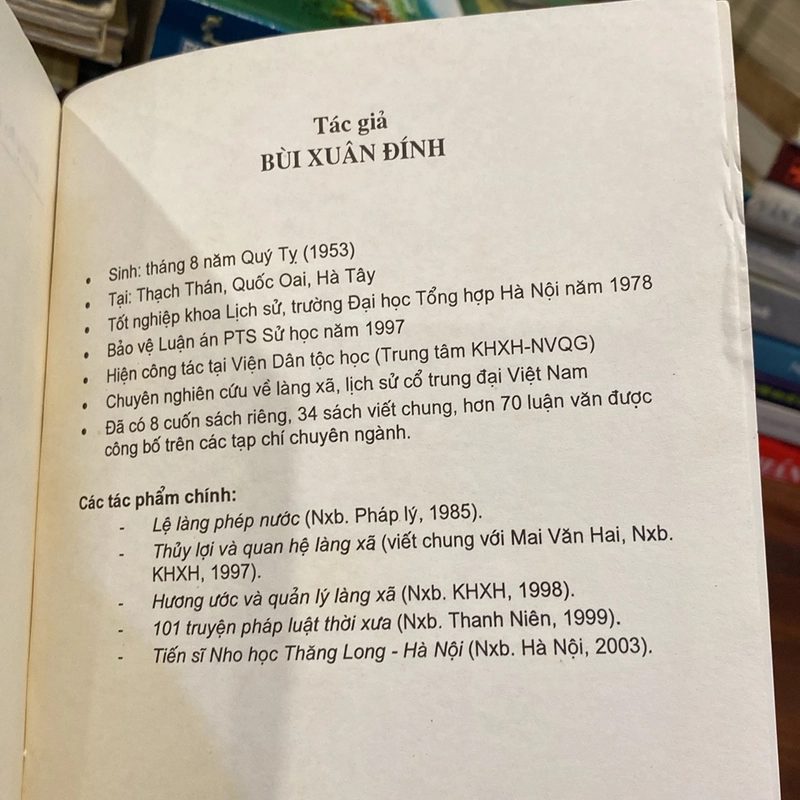 Tác giả
BÙI XUÂN ĐÍNH
• Sinh: tháng 8 năm Quý Tỵ (1953)
• Tại: Thạch Thán, Quốc Oai, Hà Tây
• Tốt nghiệp khoa Lịch sử, trường Đại học Tổng hợp Hà Nội năm 1978
• Bảo vệ Luận án PTS Sử học năm 1997
• Hiện công tác tại Viện Dân tộc học (Trung tâm KHXH-NVQG)
• Chuyên nghiên cứu về làng xã, lịch sử cổ trung đại Việt Nam
• Đã có 8 cuốn sách riêng, 34 sách viết chung, hơn 70 luận văn được
công bố trên các tạp chí chuyên ngành.
Các tác phẩm chính:
- Lệ làng phép nước (Nxb. Pháp lý, 1985).
- Thủy lợi và quan hệ làng xã (viết chung với Mai Văn Hai, Nxb.
KHXH, 1997).
- Hương ước và quản lý làng xã (Nxb. KHXH, 1998).
- 101 truyện pháp luật thời xưa (Nxb. Thanh Niên, 1999).
- Tiến sĩ Nho học Thăng Long - Hà Nội (Nxb. Hà Nội, 2003).